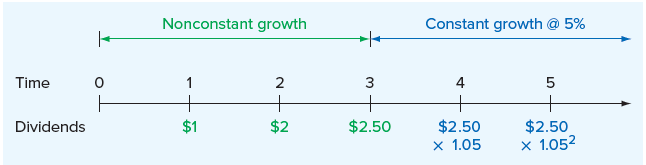 Nonconstant growth Constant growth @ 5%
Time 0 1 2 3 4 5
Dividends $1 $2 $2.50 $2.50 $2.50
× 1.05 × 1.05²